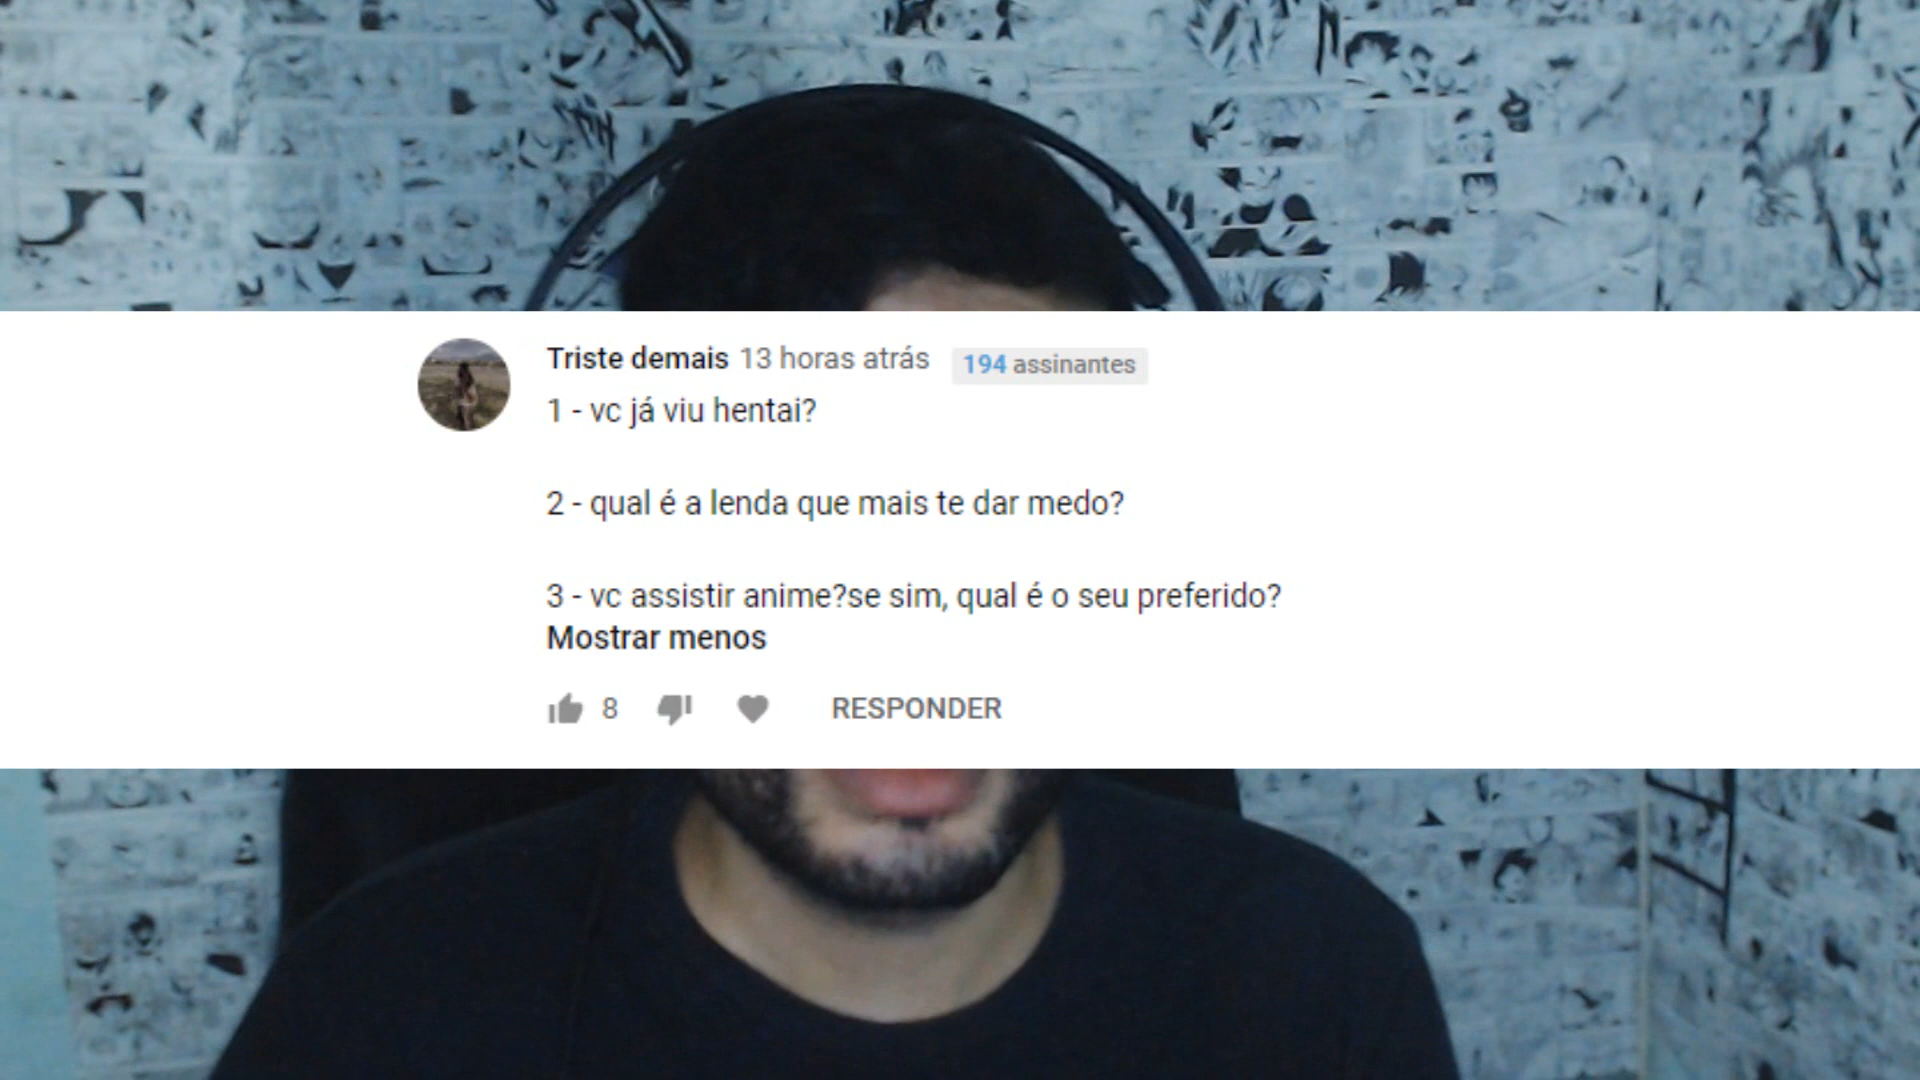 Triste demais 13 horas atrás 194 assinantes
1 - vc já viu hentai?
2 - qual é a lenda que mais te dar medo?
3 - vc assistir anime?se sim, qual é o seu preferido?
Mostrar menos
8 RESPONDER